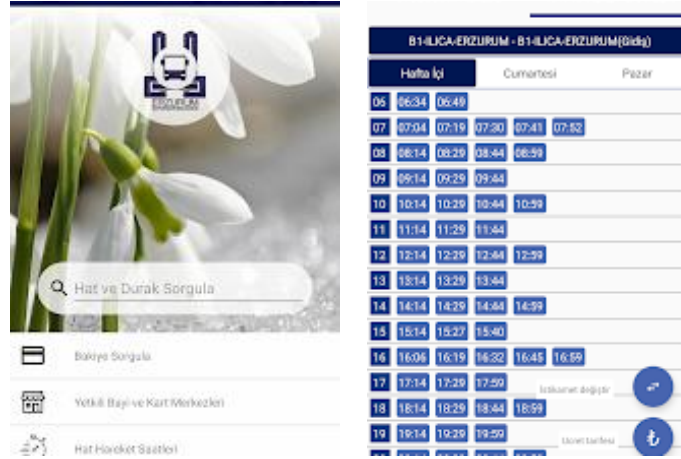 ERZURUM
Hat ve Durak Sorgula
Bakiye Sorgula
Yetkili Bayi ve Kart Merkezleri
Hat Hareket Saatleri
B1-ILICA-ERZURUM - B1-ILICA-ERZURUM(Gidiş)
Hafta İçi Cumartesi Pazar
06 06:34 06:49
07 07:04 07:19 07:30 07:41 07:52
08 08:14 08:29 08:44 08:59
09 09:14 09:29 09:44
10 10:14 10:29 10:44 10:59
11 11:14 11:29 11:44
12 12:14 12:29 12:44 12:59
13 13:14 13:29 13:44
14 14:14 14:29 14:44 14:59
15 15:14 15:27 15:40
16 16:06 16:19 16:32 16:45 16:59
17 17:14 17:29 17:59
İstikamet değiştir
18 18:14 18:29 18:44 18:59
19 19:14 19:29 19:59
Ücret tarifesi